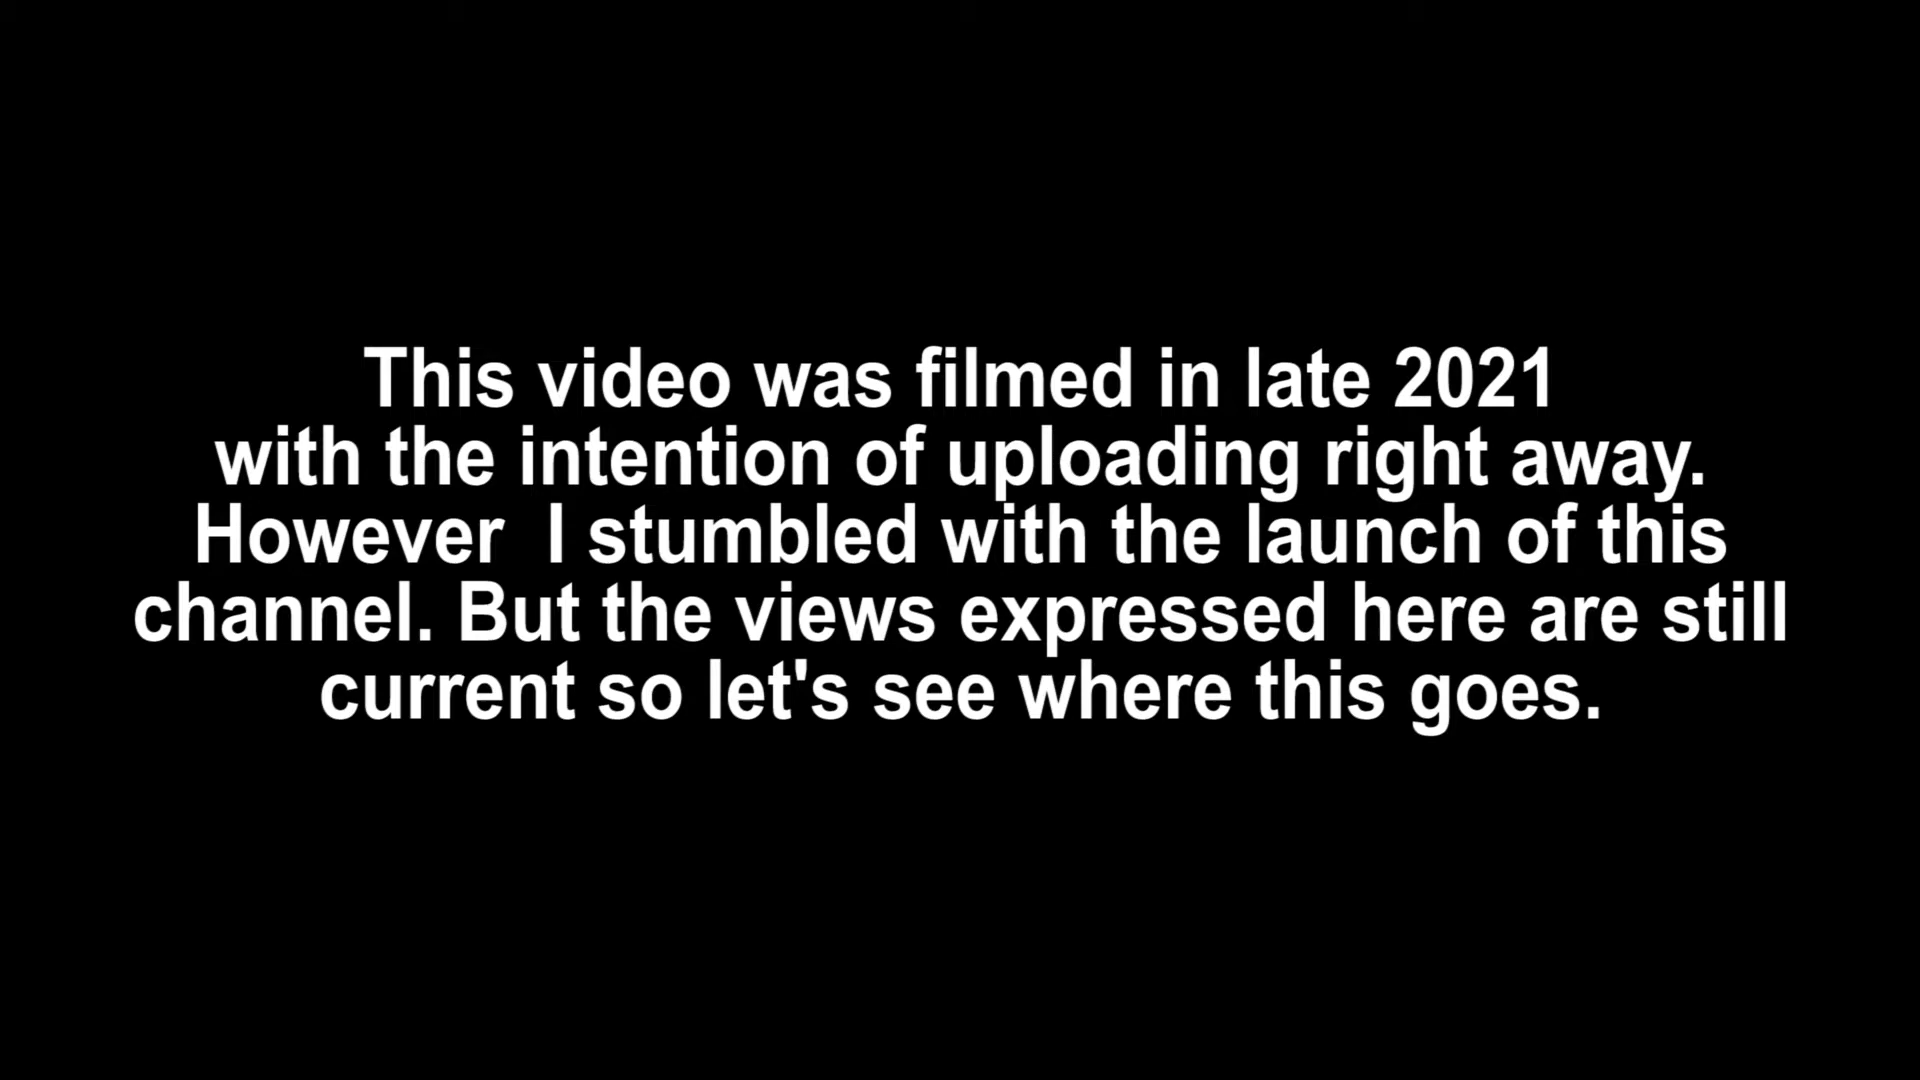 This video was filmed in late 2021
with the intention of uploading right away.
However  I stumbled with the launch of this
channel. But the views expressed here are still
current so let's see where this goes.